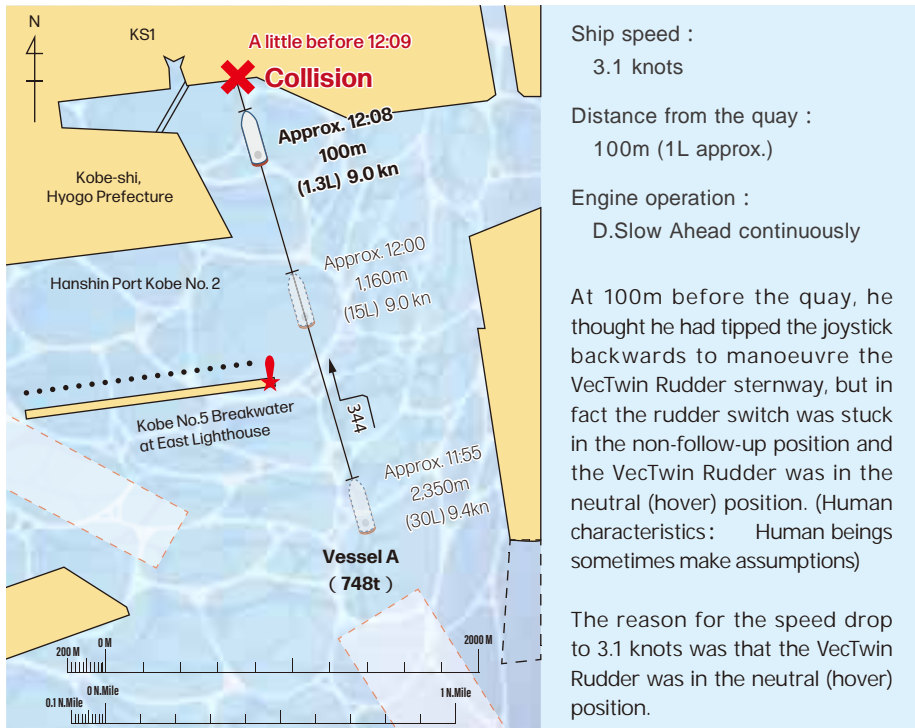 N
KS1
A little before 12:09
Collision
Approx. 12:08
100m
(1.3L) 9.0 kn
Kobe-shi,
Hyogo Prefecture
Approx. 12:00
1,160m
(15L) 9.0 kn
Hanshin Port Kobe No. 2
Kobe No.5 Breakwater
at East Lighthouse
344
Approx. 11:55
2,350m
(30L) 9.4kn
Vessel A
( 748t )
200 M
0 M
2000 M
0.1 N.Mile
0 N.Mile
1 N.Mile
Ship speed :
3.1 knots
Distance from the quay :
100m (1L approx.)
Engine operation :
D.Slow Ahead continuously
At 100m before the quay, he
thought he had tipped the joystick
backwards to manoeuvre the
VecTwin Rudder sternway, but in
fact the rudder switch was stuck
in the non-follow-up position and
the VecTwin Rudder was in the
neutral (hover) position. (Human
characteristics: Human beings
sometimes make assumptions)
The reason for the speed drop
to 3.1 knots was that the VecTwin
Rudder was in the neutral (hover)
position.